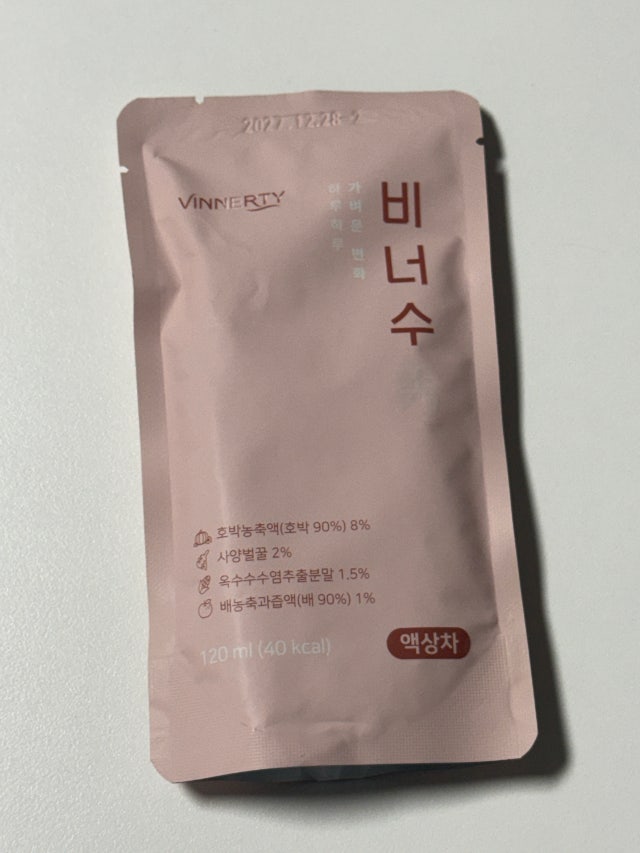 2027.12.28
VINNERTY
비너수
가벼운 변화
하루하루
호박농축액(호박 90%) 8%
사양벌꿀 2%
옥수수수염추출분말 1.5%
배농축과즙액(배 90%) 1%
120 ml (40 kcal)
액상차